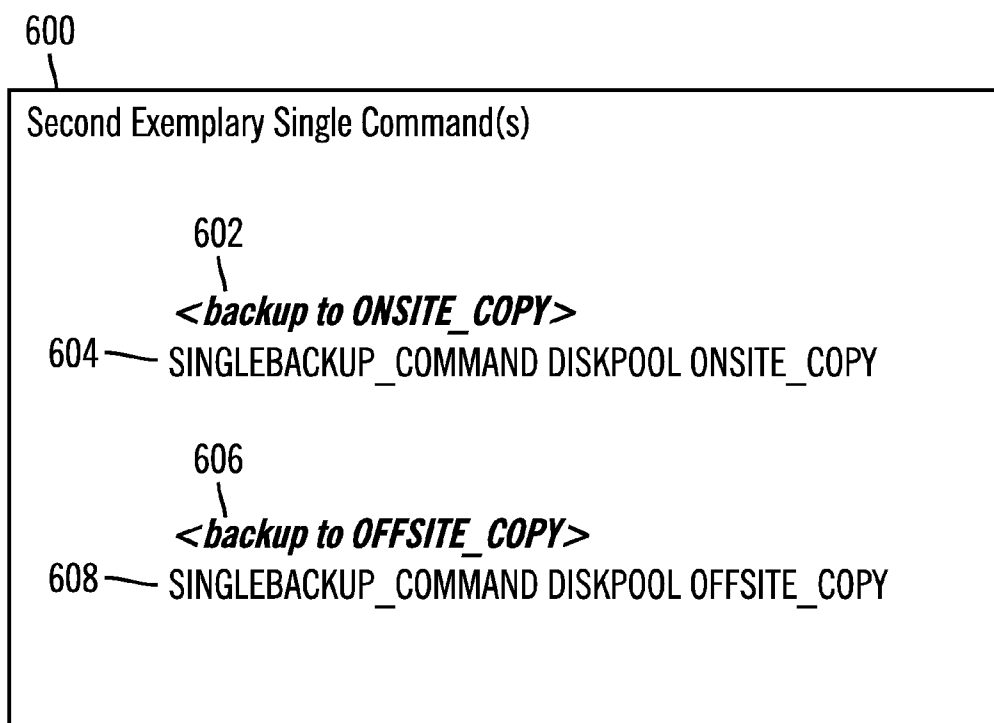 600
Second Exemplary Single Command(s)
602
<backup to ONSITE_COPY>
604 SINGLEBACKUP_COMMAND DISKPOOL ONSITE_COPY
606
<backup to OFFSITE_COPY>
608 SINGLEBACKUP_COMMAND DISKPOOL OFFSITE_COPY